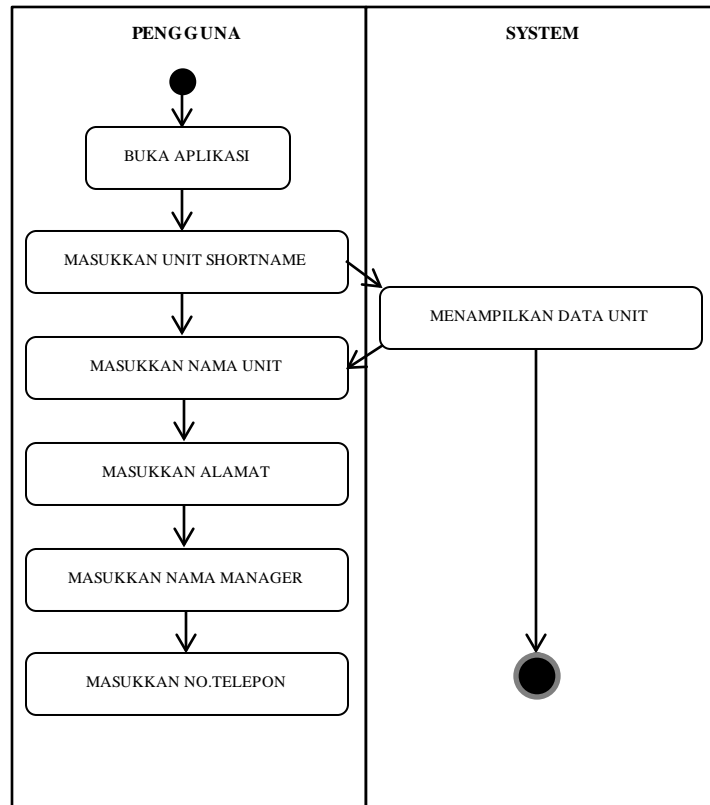 PENGGUNA
SYSTEM
BUKA APLIKASI
MASUKKAN UNIT SHORTNAME
MENAMPILKAN DATA UNIT
MASUKKAN NAMA UNIT
MASUKKAN ALAMAT
MASUKKAN NAMA MANAGER
MASUKKAN NO.TELEPON